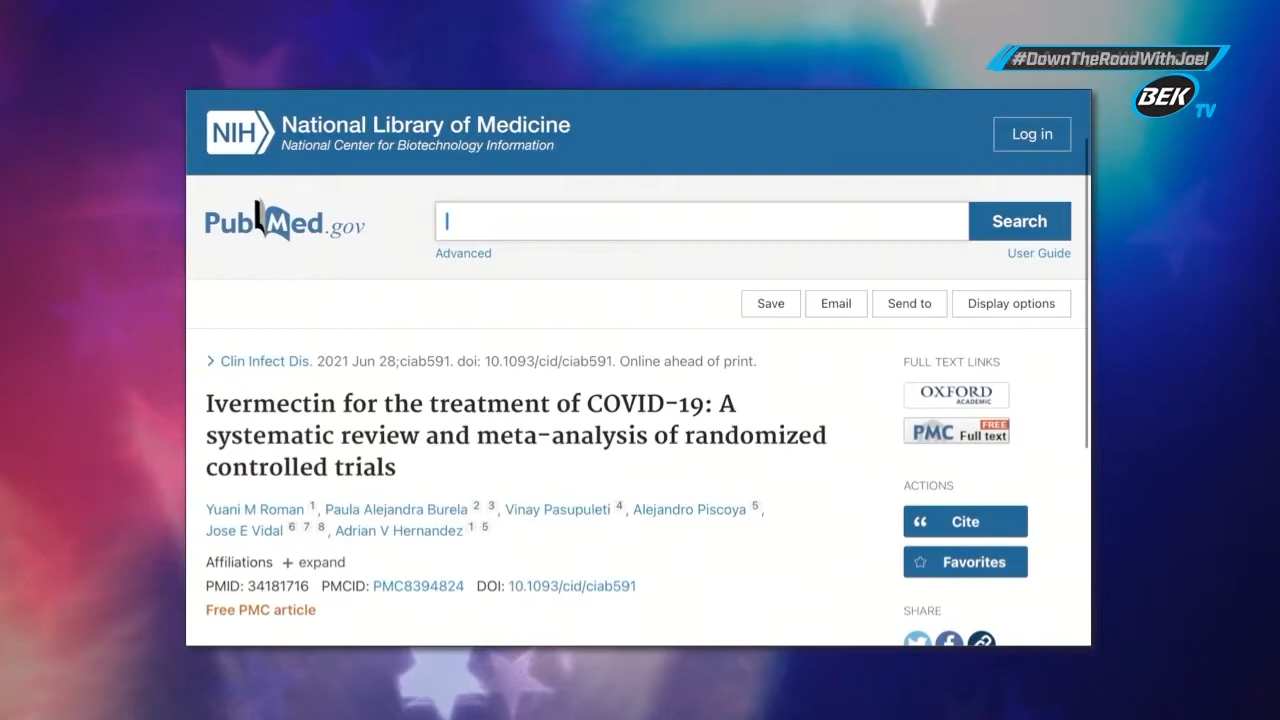 #DownTheRoadWithJoel
BEK TV
NIH National Library of Medicine
National Center for Biotechnology Information
Log in
PubMed.gov
Search
Advanced
User Guide
Save
Email
Send to
Display options
Clin Infect Dis. 2021 Jun 28;ciab591. doi: 10.1093/cid/ciab591. Online ahead of print.
Ivermectin for the treatment of COVID-19: A
systematic review and meta-analysis of randomized
controlled trials
Yuani M Roman 1, Paula Alejandra Burela 2 3, Vinay Pasupuleti 4, Alejandro Piscoya 5,
Jose E Vidal 6 7 8, Adrian V Hernandez 1 5
Affiliations + expand
PMID: 34181716 PMCID: PMC8394824 DOI: 10.1093/cid/ciab591
Free PMC article
FULL TEXT LINKS
OXFORD
ACADEMIC
PMC FREE Full text
ACTIONS
Cite
Favorites
SHARE